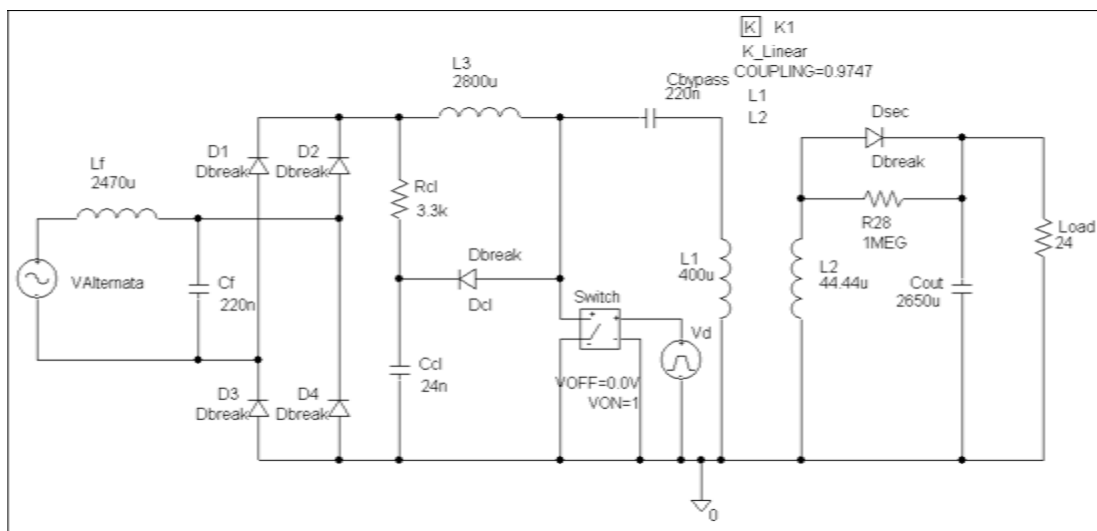 K K1
K_Linear
COUPLING=0.9747
L1
L2
L3
2800u
Cbypass
220n
Dsec
Dbreak
D1
Dbreak
D2
Dbreak
Lf
2470u
Rcl
3.3k
R28
1MEG
Load
24
Dbreak
Dcl
L1
400u
L2
44.44u
VAlternata
Cf
220n
Switch
Vd
Cout
2650u
Ccl
24n
VOFF=0.0V
VON=1
D3
Dbreak
D4
Dbreak
0